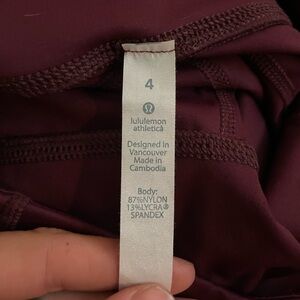 4
lululemon
athletica
Designed in
Vancouver
Made in
Cambodia
Body:
87%NYLON
13%LYCRA®
SPANDEX